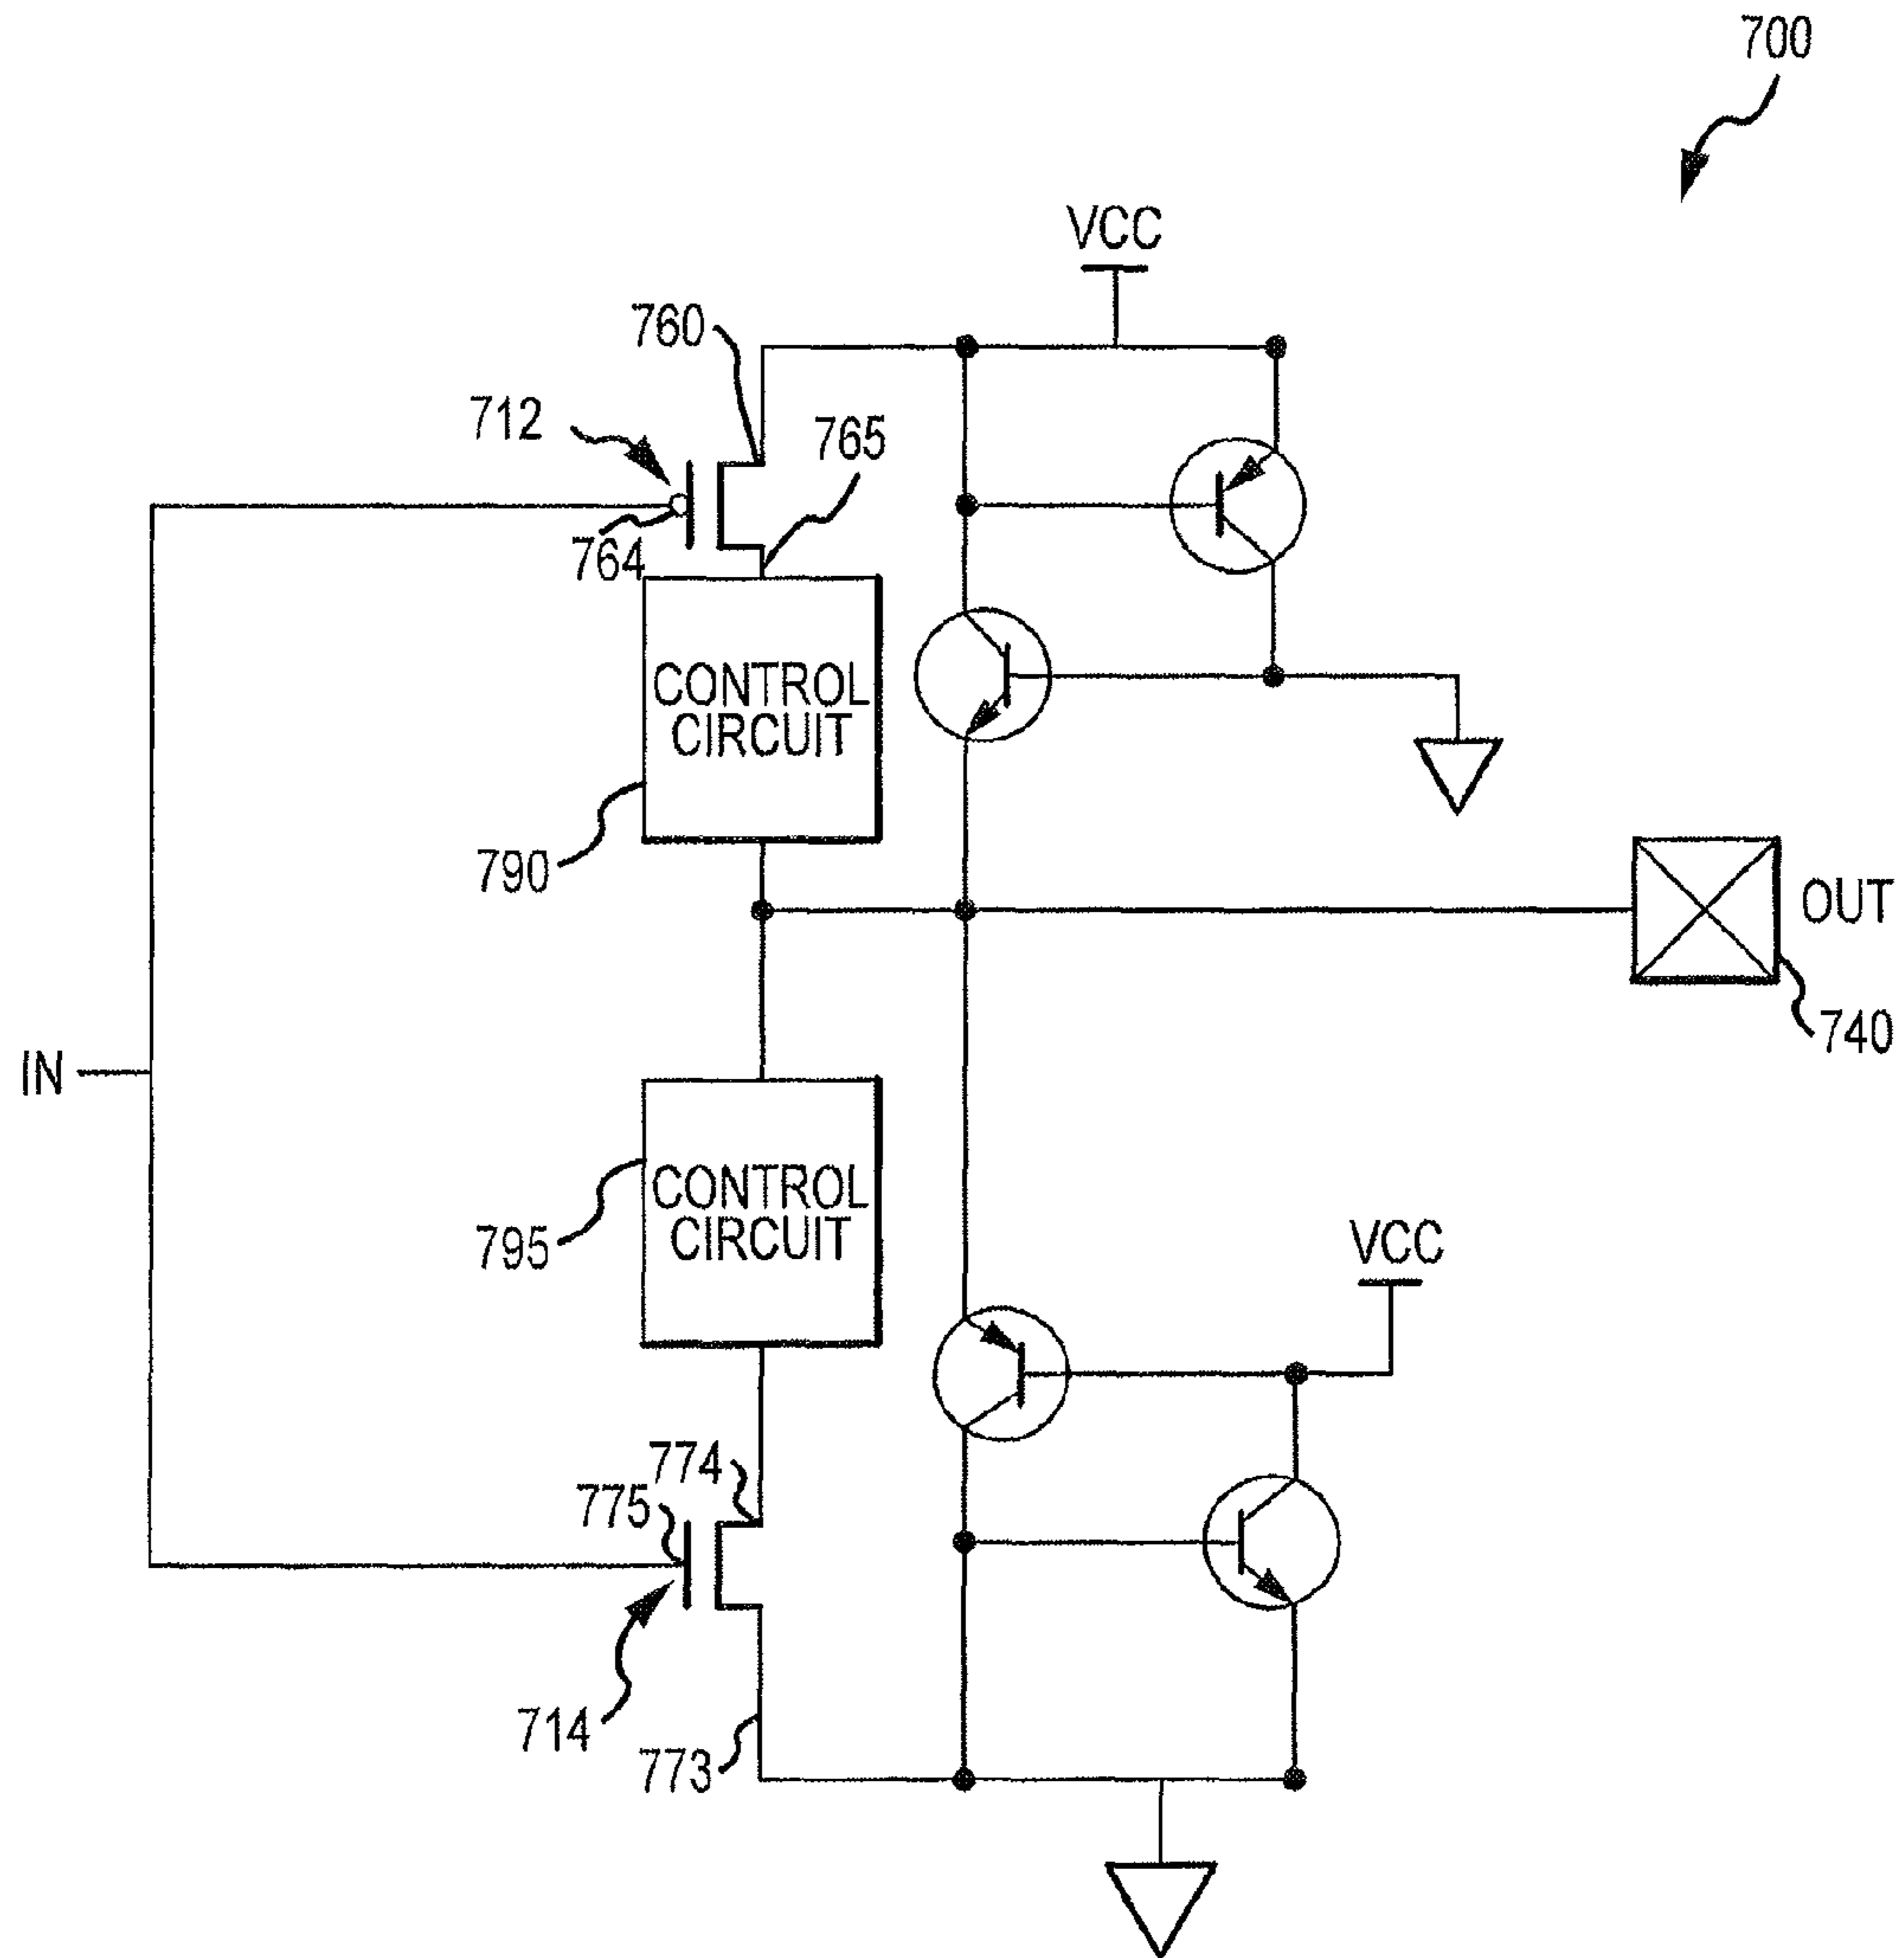 700
VCC
760
712
765
764
CONTROL
CIRCUIT
790
OUT
740
IN
CONTROL
CIRCUIT
795
VCC
774
775
714
773